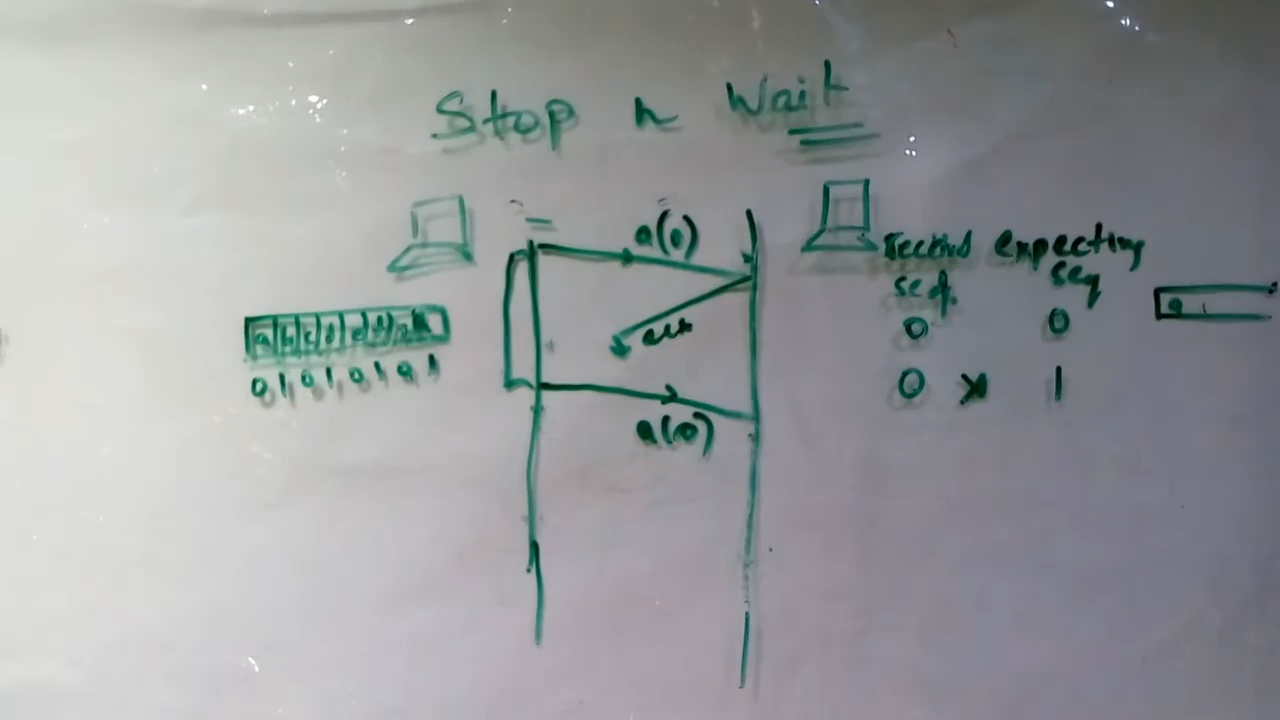 Stop n Wait
a(0)
expecting
seq.
seq
ack
a
0 0
a b c d e f g h
0 1 0 1 0 1 0 1
0 x 1
a(0)